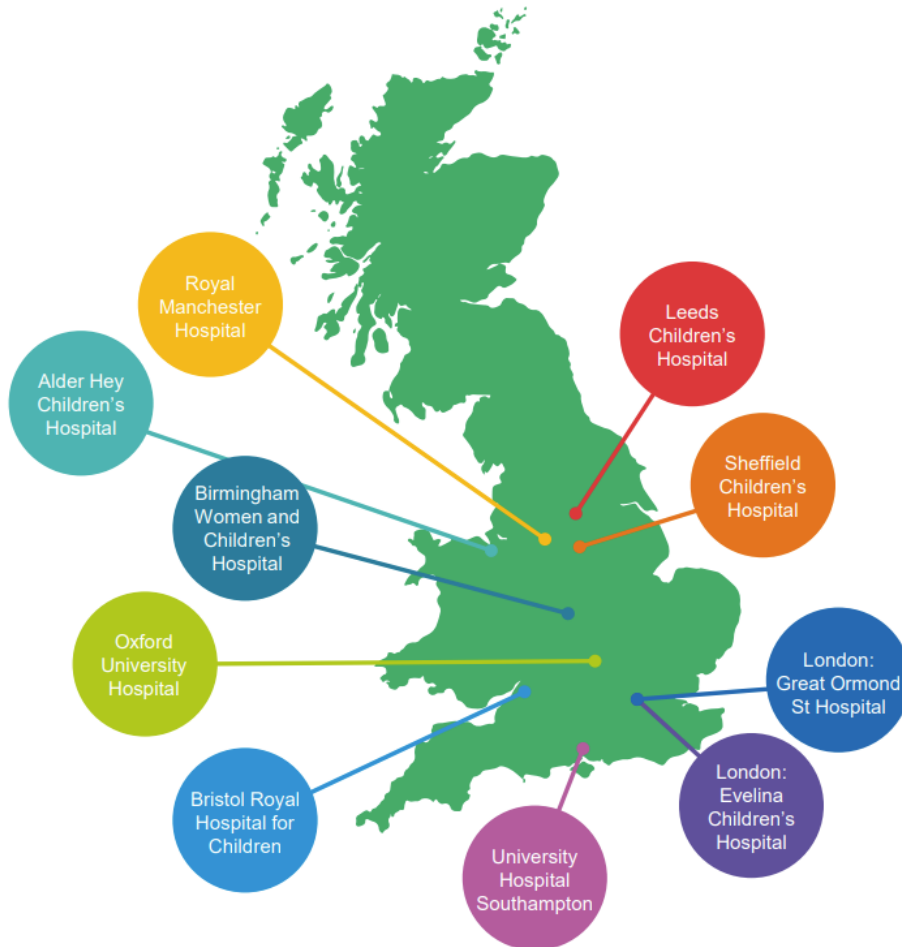 Royal
Manchester
Hospital
Leeds
Children’s
Hospital
Alder Hey
Children’s
Hospital
Sheffield
Children’s
Hospital
Birmingham
Women and
Children’s
Hospital
Oxford
University
Hospital
London:
Great Ormond
St Hospital
Bristol Royal
Hospital for
Children
London:
Evelina
Children’s
Hospital
University
Hospital
Southampton